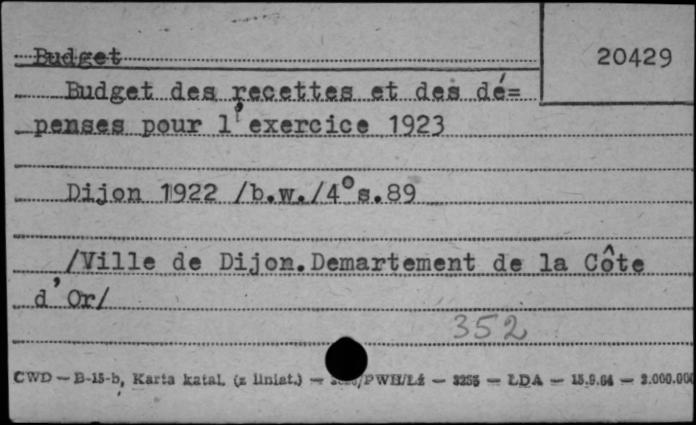 Budget
20429
Budget des recettes et des dé=
penses pour l'exercice 1923
Dijon 1922 /b.w./4°s.89
/Ville de Dijon.Demartement de la Côte
d'Or/
352
CWD — B-15-b, Karta katal. (z liniat.) — /PWH/Łź — 3255 — ŁDA — 15.9.64 — 2.000.000